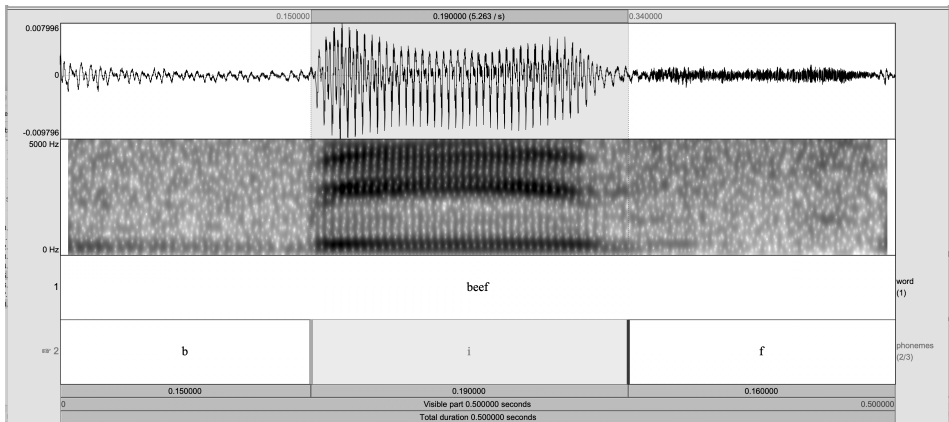 0.150000 0.190000 (5.263 / s) 0.340000
0.007996
0
-0.009796
5000 Hz
0 Hz
1 beef word
(1)
2 b i f phonemes
(2/3)
0.150000 0.190000 0.160000
0 Visible part 0.500000 seconds 0.500000
Total duration 0.500000 seconds